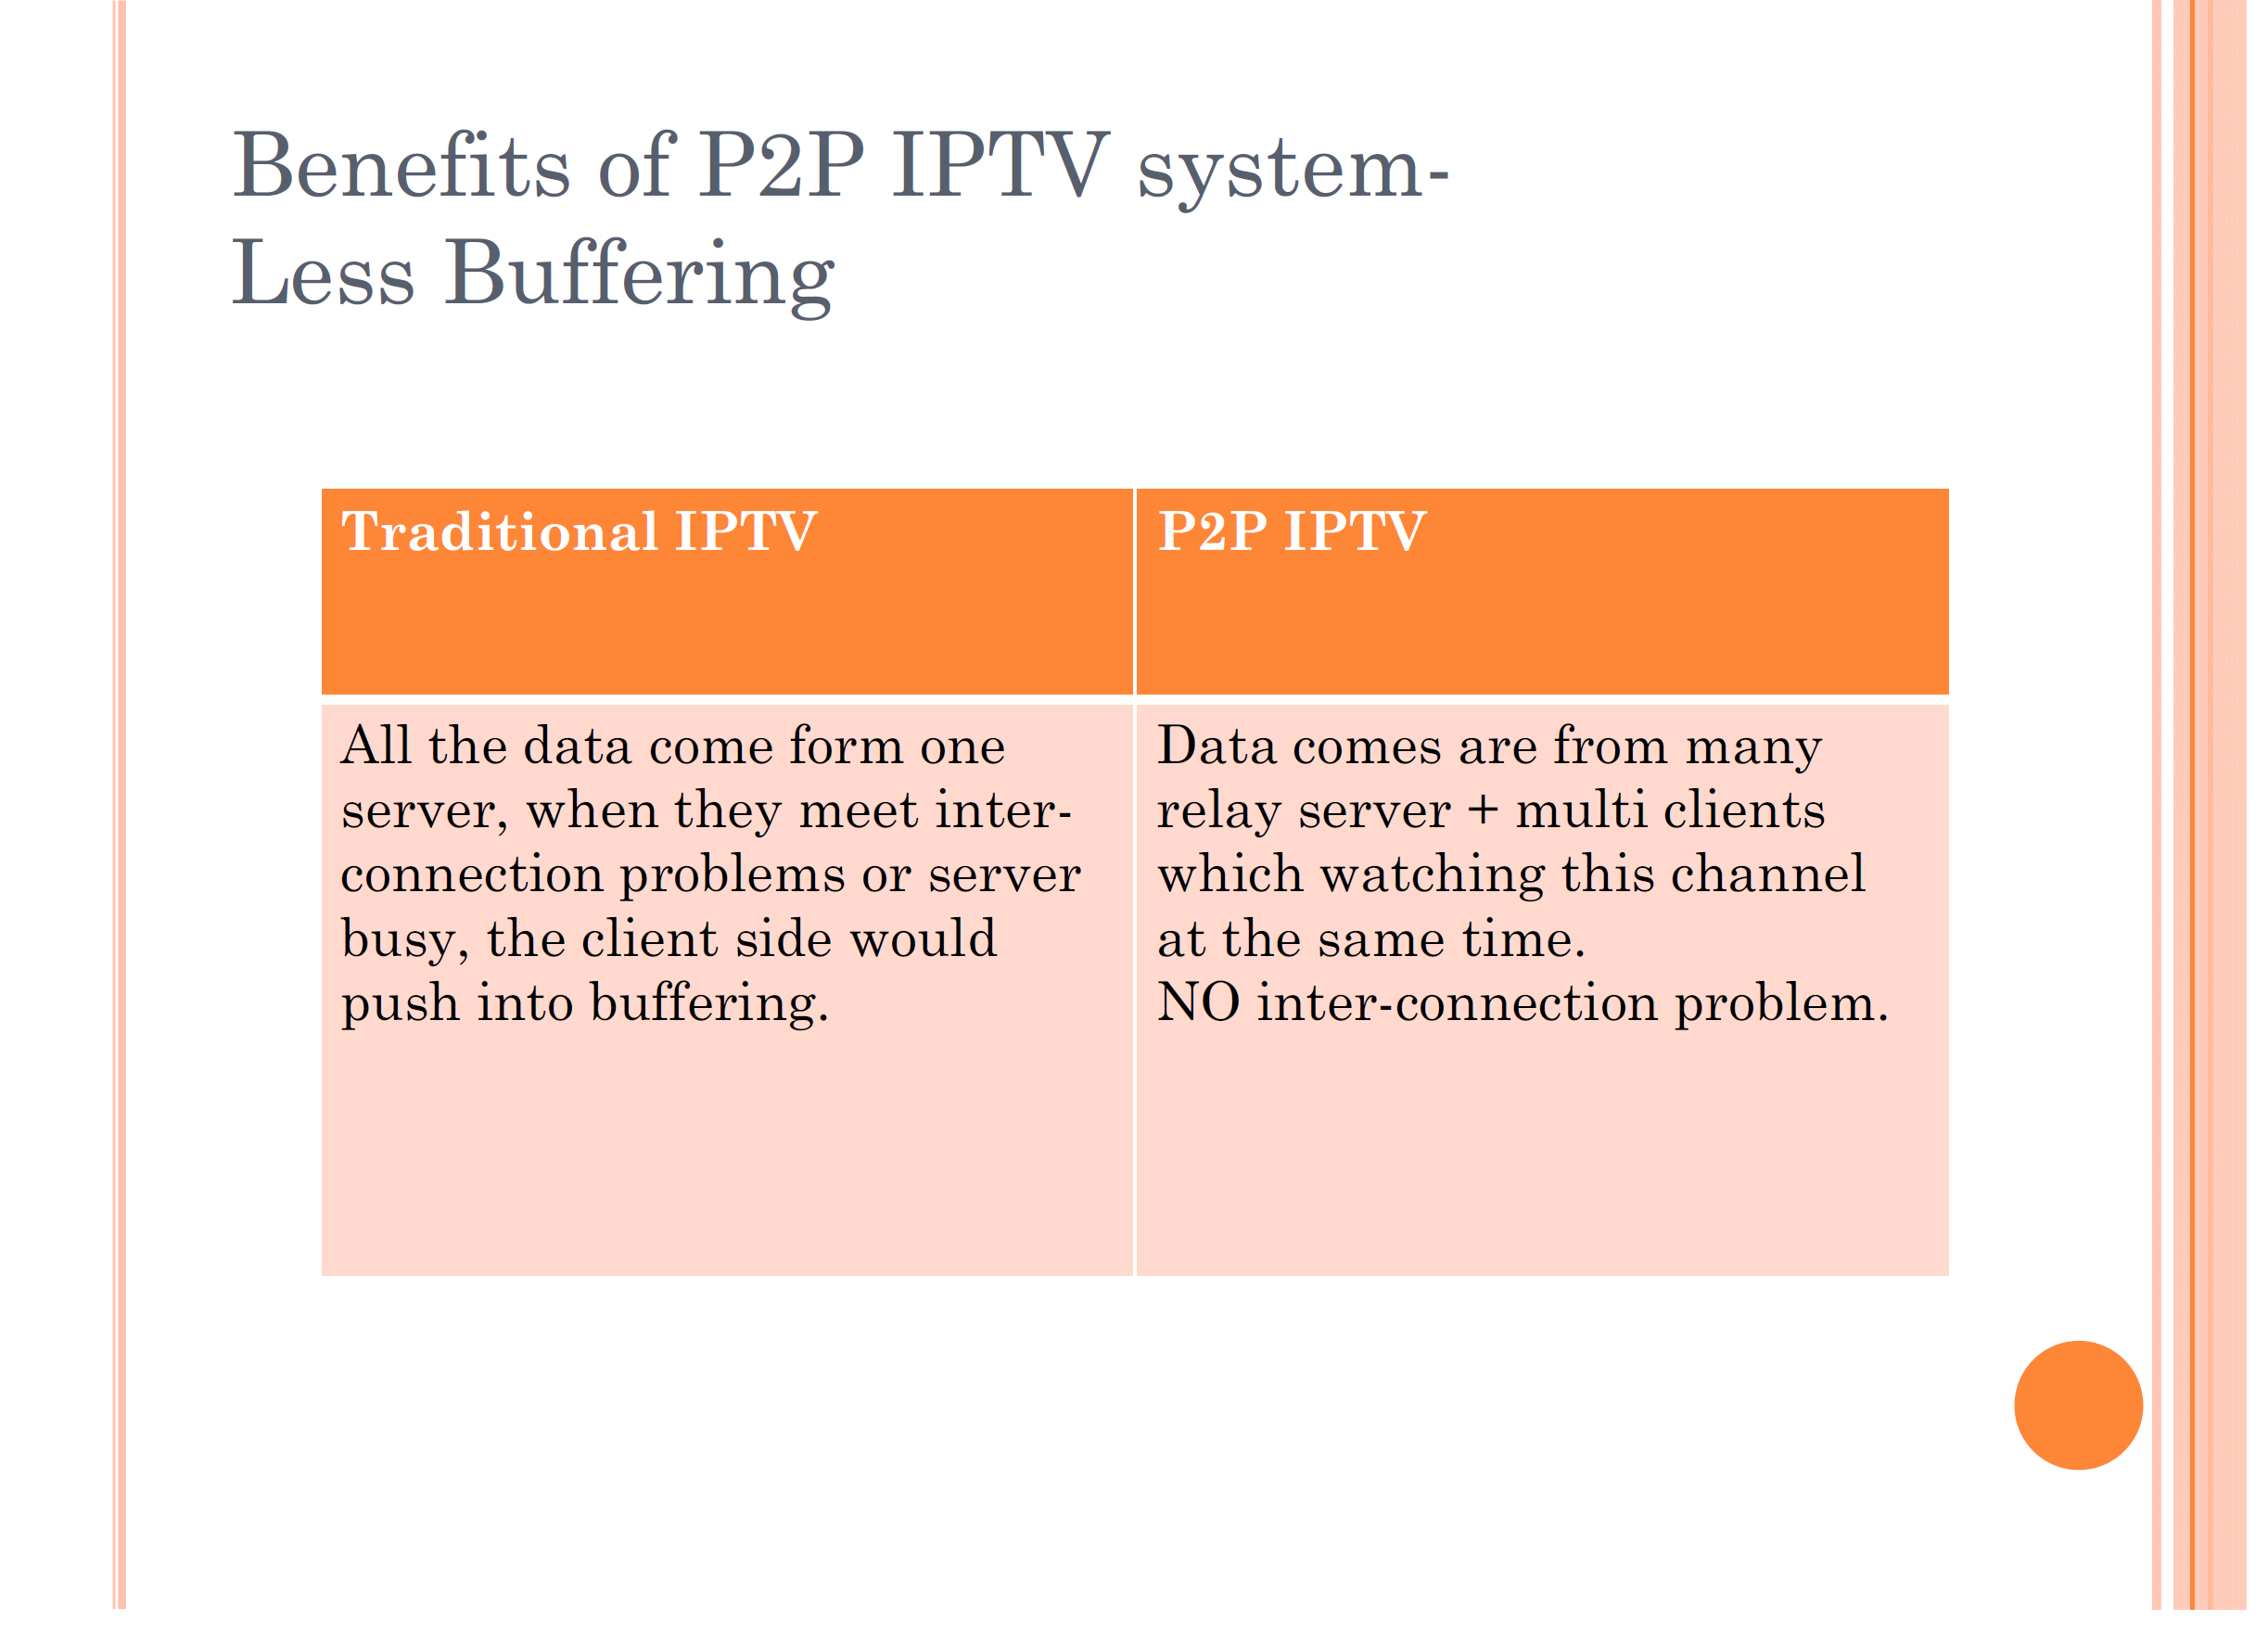 Benefits of P2P IPTV system-
Less Buffering
Traditional IPTV
P2P IPTV
All the data come form one
server, when they meet inter-
connection problems or server
busy, the client side would
push into buffering.
Data comes are from many
relay server + multi clients
which watching this channel
at the same time.
NO inter-connection problem.